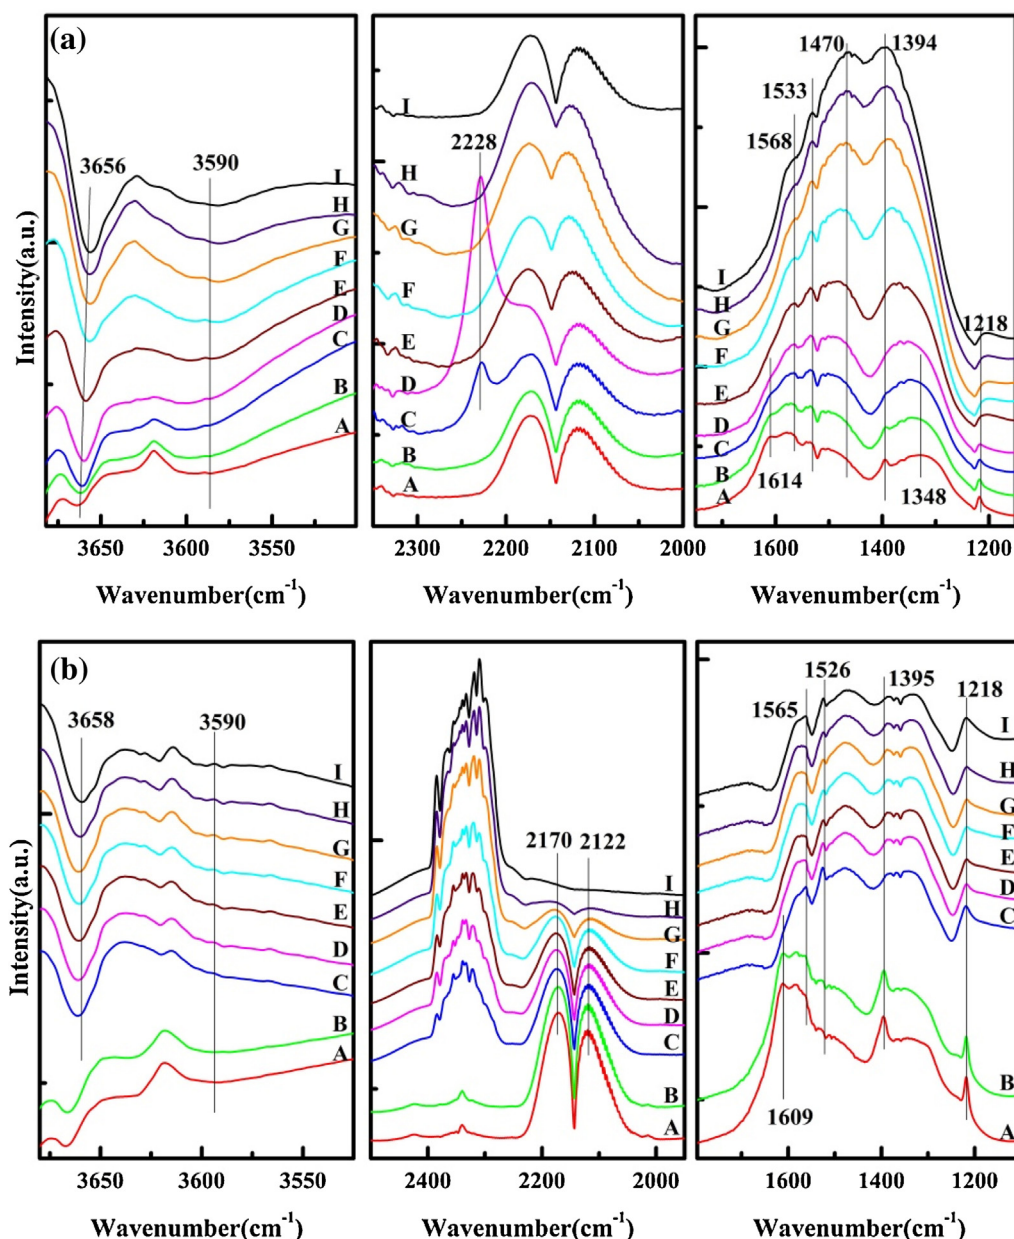 (a)
Intensity(a.u.)
3656
3590
I
H
G
F
E
D
C
B
A
3650
3600
3550
Wavenumber(cm-1)
2228
I
H
G
F
E
D
C
B
A
2300
2200
2100
2000
Wavenumber(cm-1)
1470
1394
1533
1568
I
H
G
F
E
D
C
B
A
1218
1614
1348
1600
1400
1200
Wavenumber(cm-1)
(b)
Intensity(a.u.)
3658
3590
I
H
G
F
E
D
C
B
A
3650
3600
3550
Wavenumber(cm-1)
2170
2122
I
H
G
F
E
D
C
B
A
2400
2200
2000
Wavenumber(cm-1)
1526
1395
1565
1218
I
H
G
F
E
D
C
B
A
1609
1600
1400
1200
Wavenumber(cm-1)